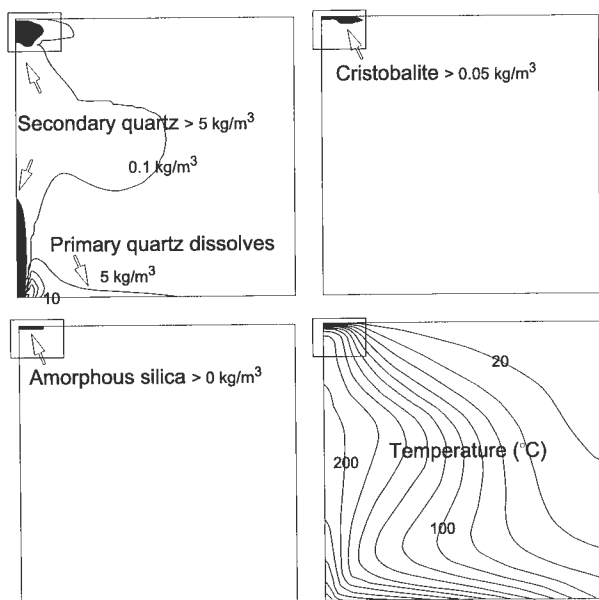 Secondary quartz > 5 kg/m³
0.1 kg/m³
Primary quartz dissolves
5 kg/m³
10
Cristobalite > 0.05 kg/m³
Amorphous silica > 0 kg/m³
20
Temperature (°C)
200
100